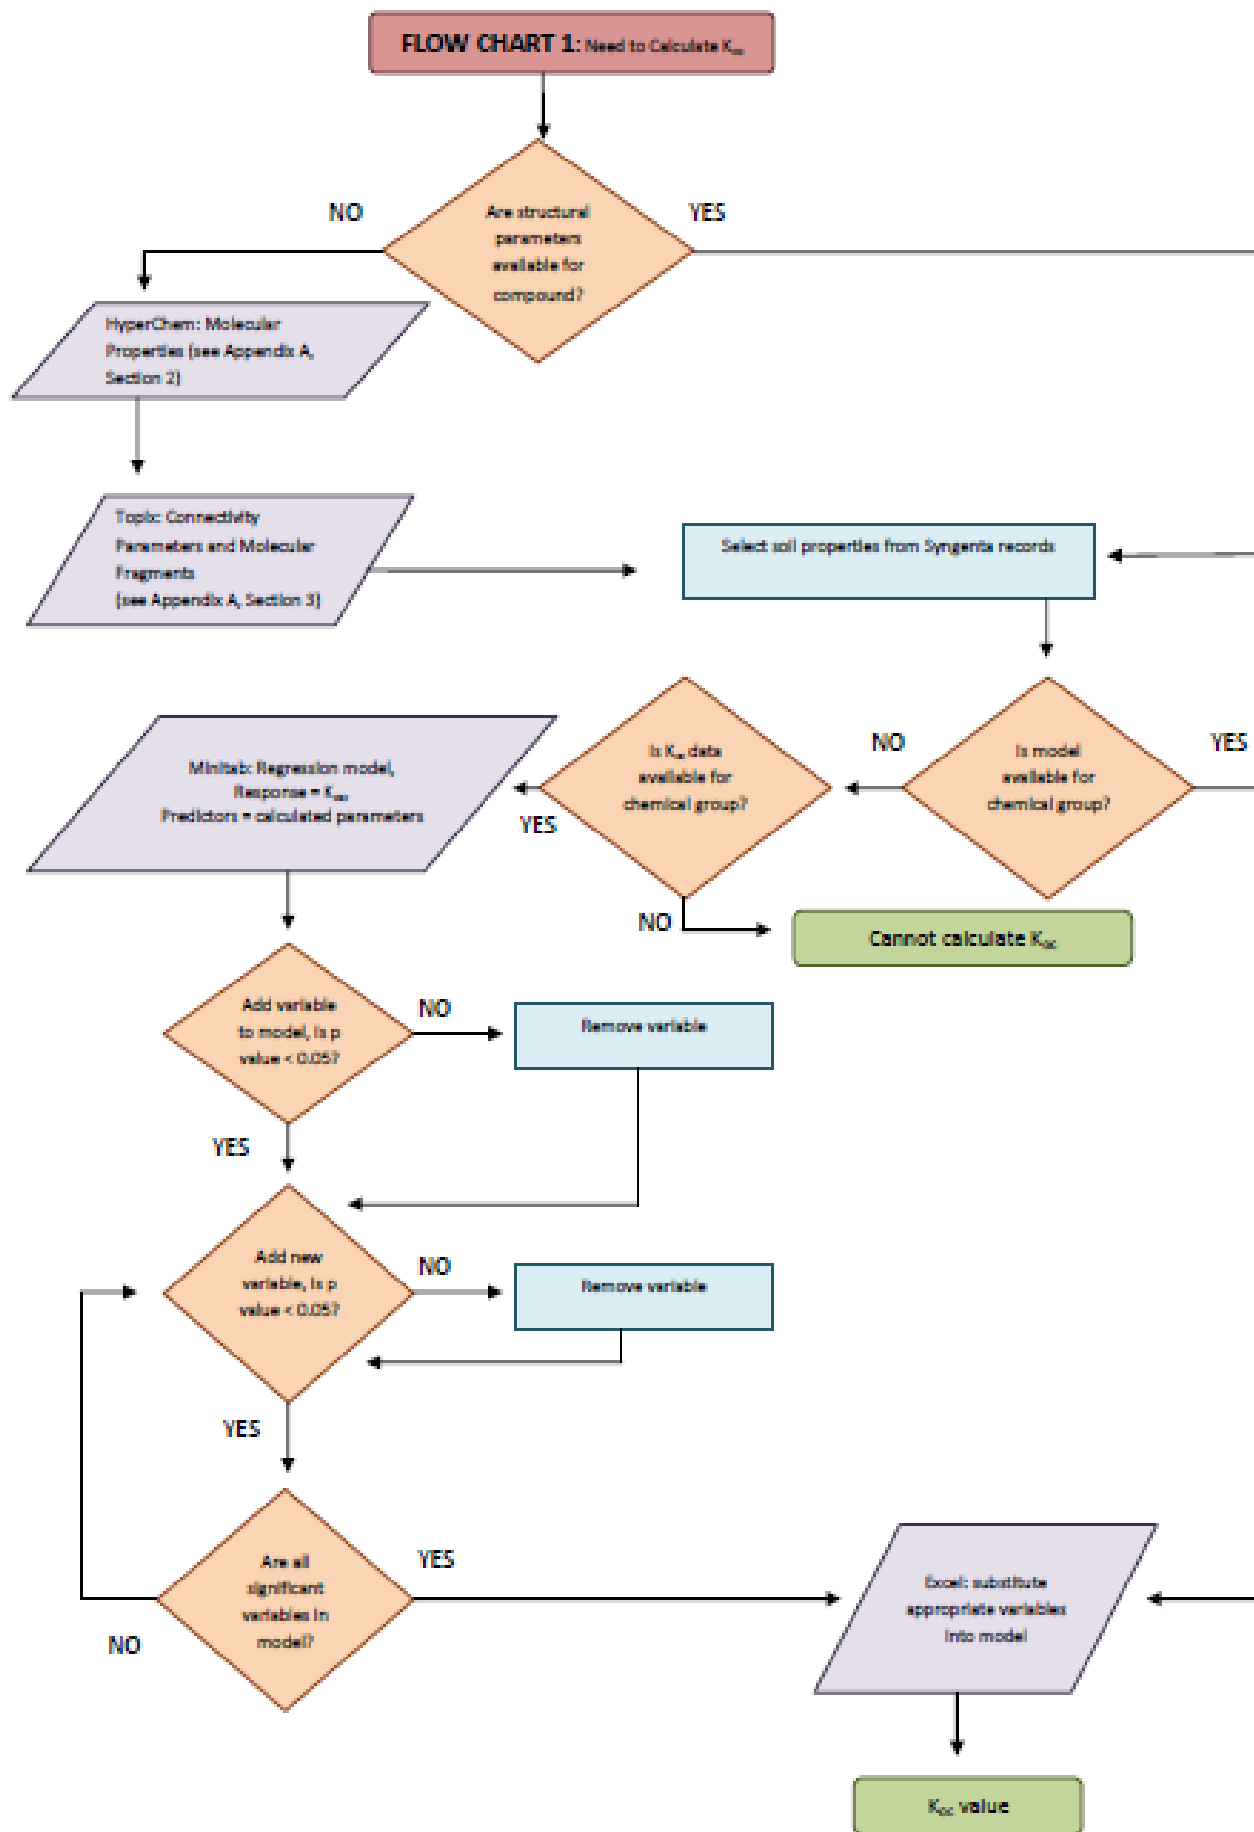 FLOW CHART 1: Need to Calculate Koc
NO
YES
Are structural
parameters
available for
compound?
HyperChem: Molecular
Properties (see Appendix A,
Section 2)
Topix: Connectivity
Parameters and Molecular
Fragments
(see Appendix A, Section 3)
Select soil properties from Syngenta records
Minitab: Regression model,
Response = Koc,
Predictors = calculated parameters
YES
Is Koc data
available for
chemical group?
NO
Is model
available for
chemical group?
YES
NO
Cannot calculate Koc
Add variable
to model, Is p
value < 0.05?
NO
Remove variable
YES
Add new
variable, Is p
value < 0.05?
NO
Remove variable
YES
Are all
significant
variables in
model?
YES
NO
Excel: substitute
appropriate variables
into model
Koc value